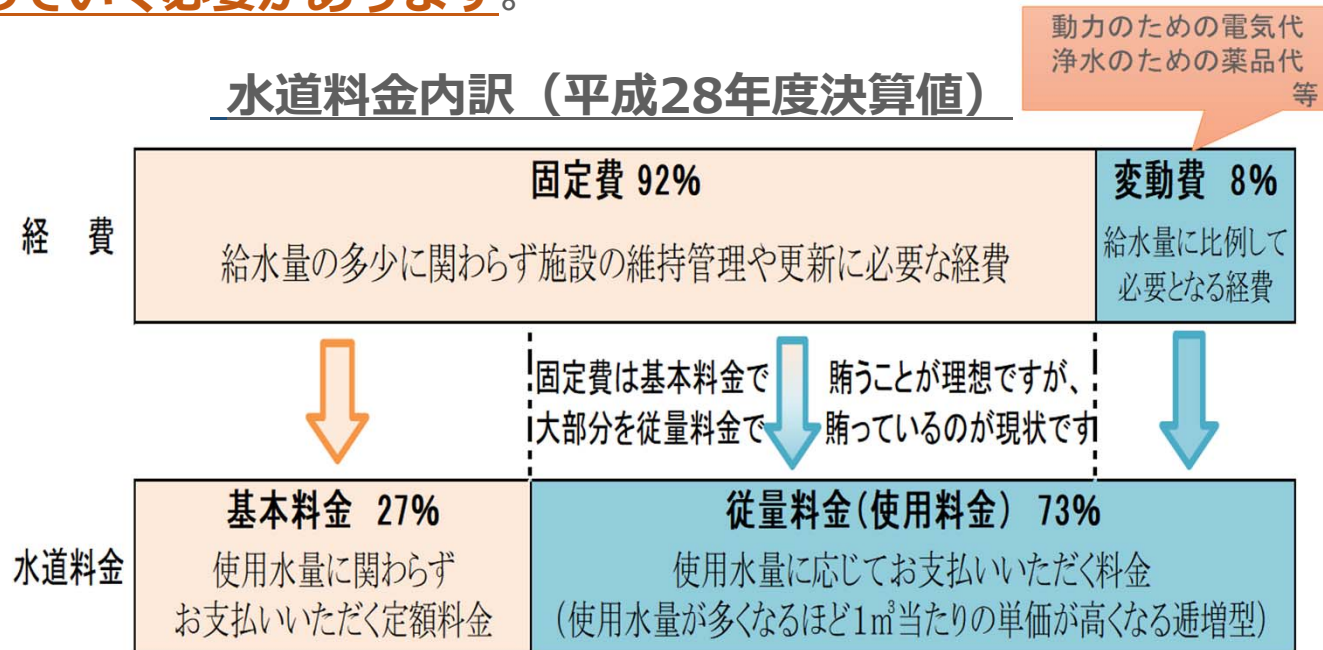 っていく必要があります。
動力のための電気代
浄水のための薬品代
等
水道料金内訳（平成28年度決算値）
固定費 92%
給水量の多少に関わらず施設の維持管理や更新に必要な経費
変動費 8%
給水量に比例して
必要となる経費
経 費
固定費は基本料金で 賄うことが理想ですが、
大部分を従量料金で 賄っているのが現状です
水道料金
基本料金 27%
使用水量に関わらず
お支払いいただく定額料金
従量料金(使用料金) 73%
使用水量に応じてお支払いいただく料金
(使用水量が多くなるほど1㎥当たりの単価が高くなる逓増型)